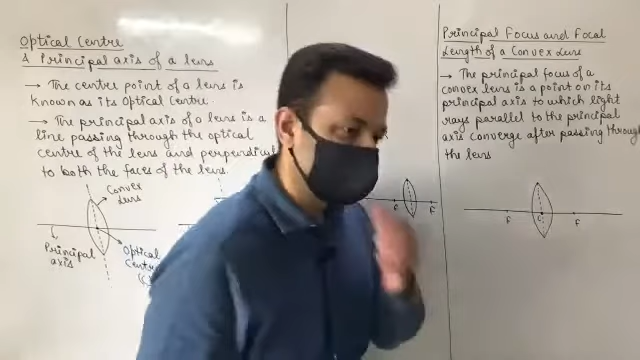 Optical Centre
& Principal axis of a lens
→ The center point of a lens is
known as its Optical Centre.
→ The principal axis of a lens is a
line passing through the optical
centre of the lens and perpendicul
to both the faces of the lens.
Convex
Lens
Principal
axis
Optical
Centre
(C)
F
F
Principal Focus and Focal
Length of a Convex Lens
→ The principal focus of a
convex lens is a point on its
principal axis to which light
rays parallel to the principal
axis converge after passing through
the lens
F
C
F